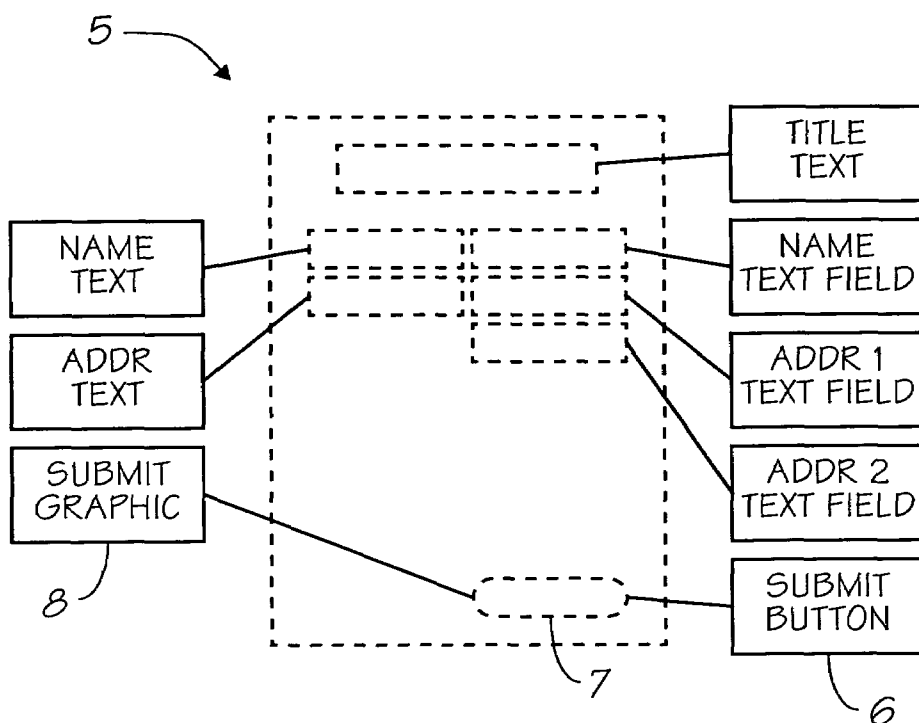 5
TITLE
TEXT
NAME
TEXT
NAME
TEXT FIELD
ADDR
TEXT
ADDR 1
TEXT FIELD
SUBMIT
GRAPHIC
ADDR 2
TEXT FIELD
8
SUBMIT
BUTTON
7
6